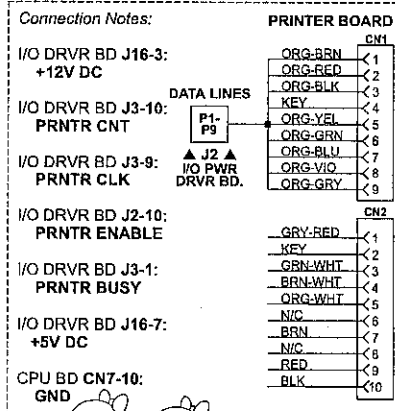 Connection Notes:
I/O DRVR BD J16-3:
+12V DC
I/O DRVR BD J3-10:
PRNTR CNT
I/O DRVR BD J3-9:
PRNTR CLK
I/O DRVR BD J2-10:
PRNTR ENABLE
I/O DRVR BD J3-1:
PRNTR BUSY
I/O DRVR BD J16-7:
+5V DC
CPU BD CN7-10:
GND
DATA LINES
P1-
P9
▲ J2 ▲
I/O PWR
DRVR BD.
PRINTER BOARD
CN1
ORG-BRN 1
ORG-RED 2
ORG-BLK 3
KEY 4
ORG-YEL 5
ORG-GRN 6
ORG-BLU 7
ORG-VIO 8
ORG-GRY 9
CN2
GRY-RED 1
KEY 2
GRN-WHT 3
BRN-WHT 4
ORG-WHT 5
N/C 6
BRN 7
N/C 8
RED 9
BLK 10